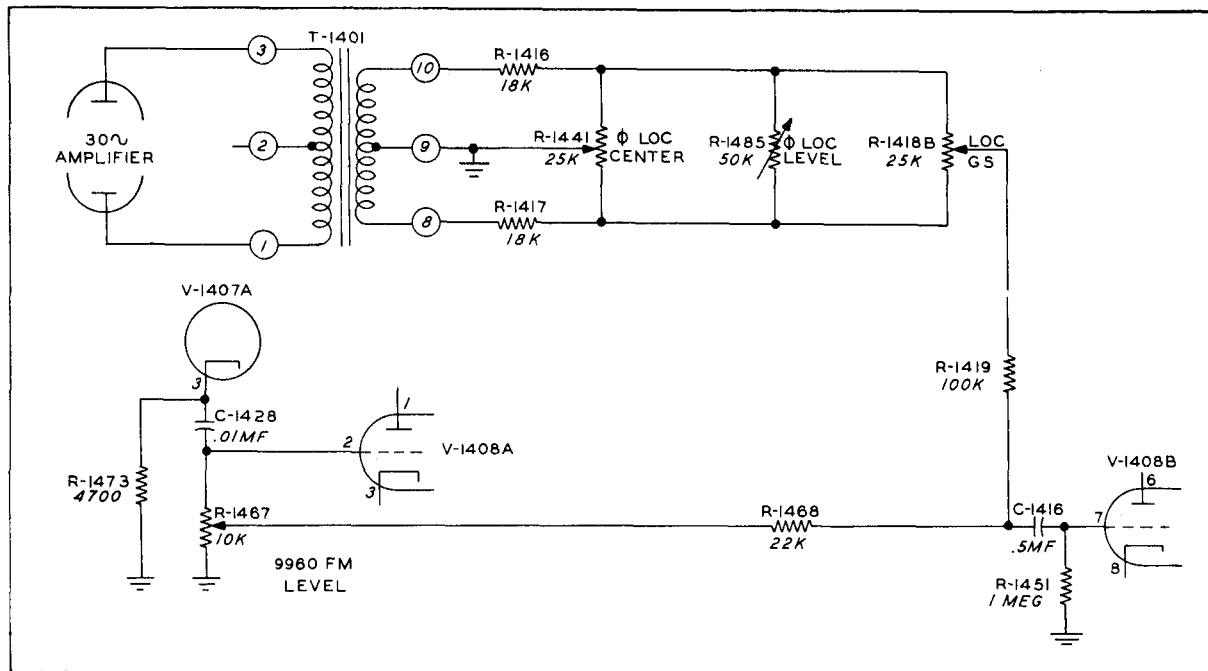 T-1401
3
2
1
30~
AMPLIFIER
10
9
8
R-1416
18K
R-1417
18K
R-1441
25K
Φ LOC
CENTER
R-1485
50K
Φ LOC
LEVEL
R-1418B
25K
LOC
GS
V-1407A
3
C-1428
.01MF
R-1473
4700
R-1467
10K
9960 FM
LEVEL
1
2
3
V-1408A
R-1468
22K
R-1419
100K
V-1408B
6
7
8
C-1416
.5MF
R-1451
1 MEG